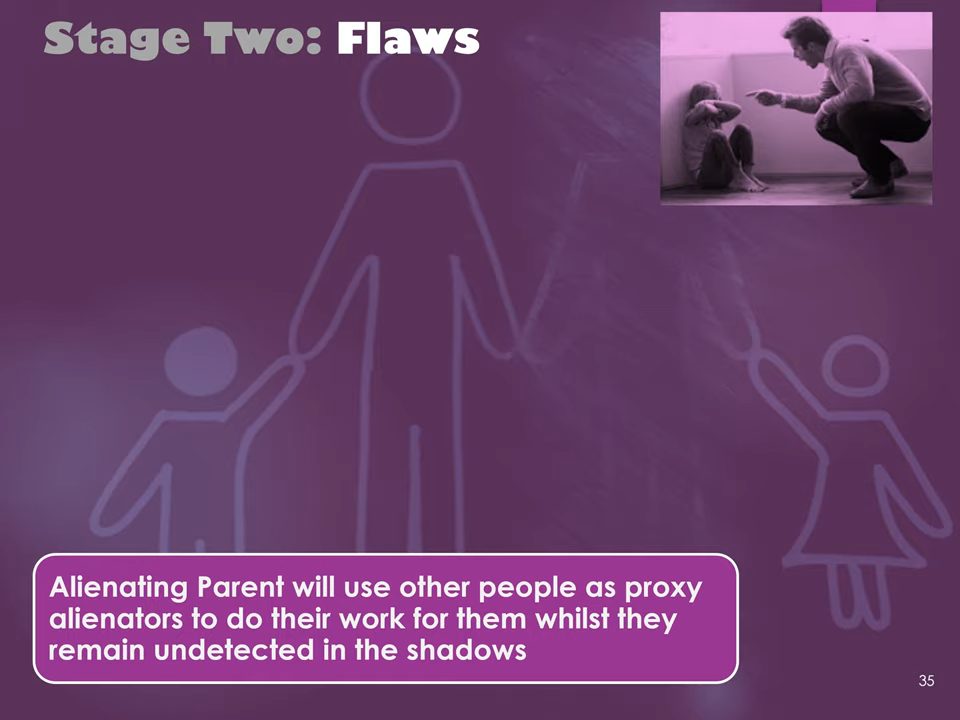 Stage Two: Flaws
Alienating Parent will use other people as proxy
alienators to do their work for them whilst they
remain undetected in the shadows
35